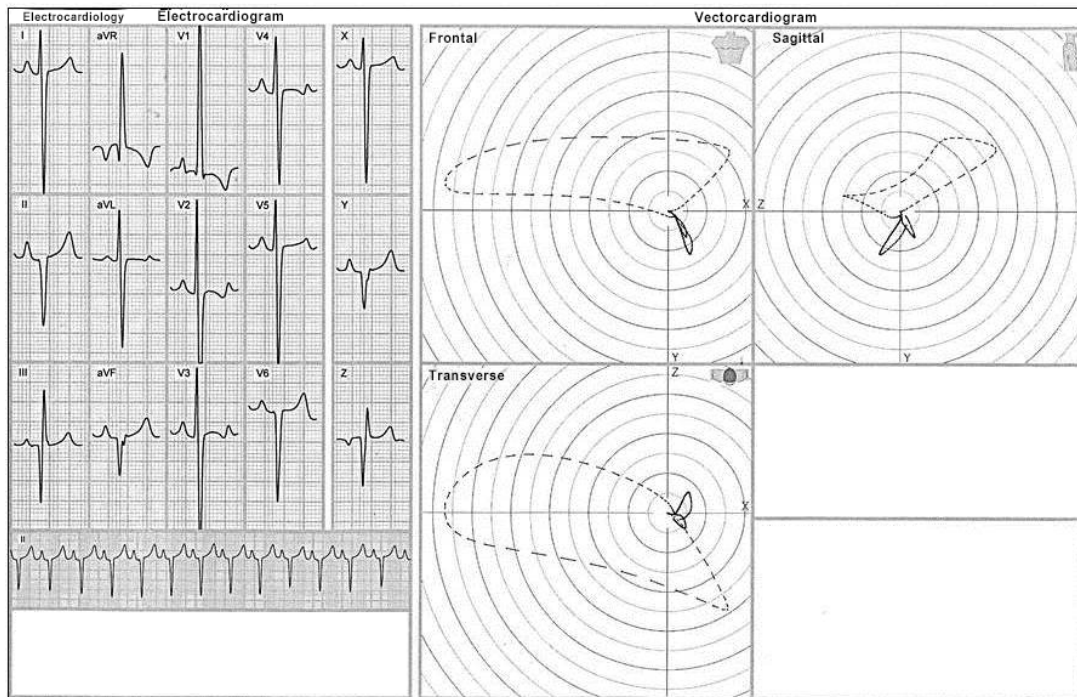 Electrocardiology Electrocardiogram Vectorcardiogram
I aVR V1 V4 X Frontal Sagittal
X Z
II aVL V2 V5 Y
Y Y
III aVF V3 V6 Z Transverse Z
X
II